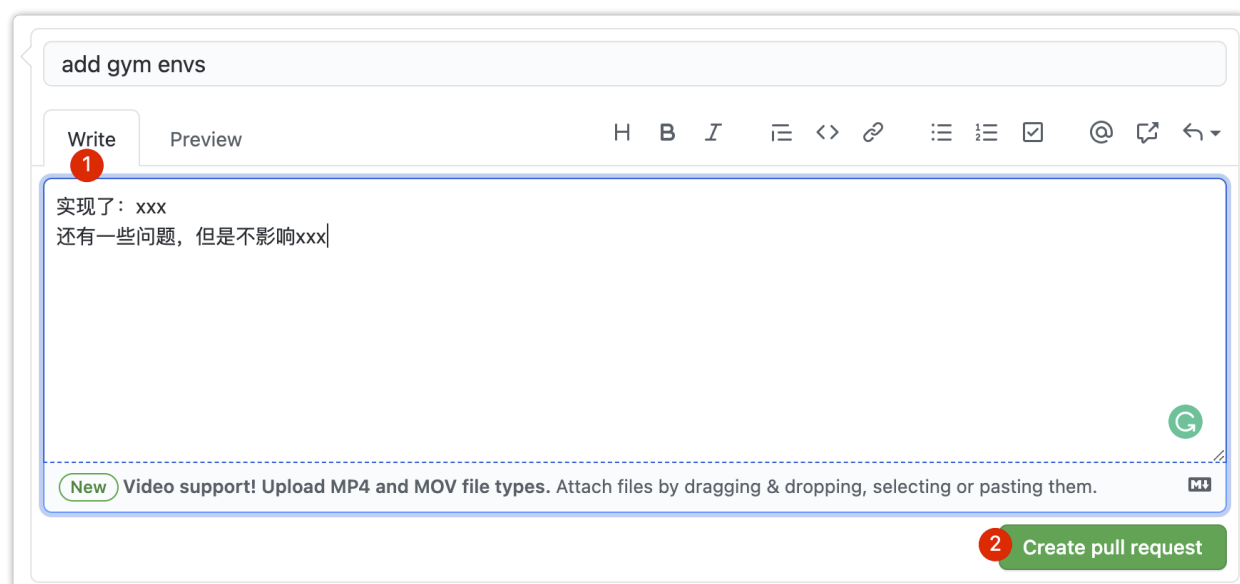 add gym envs
Write Preview
1
实现了：xxx
还有一些问题，但是不影响xxx
New Video support! Upload MP4 and MOV file types. Attach files by dragging & dropping, selecting or pasting them.
2 Create pull request